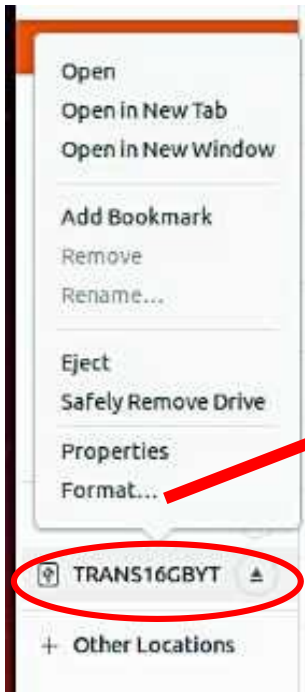 Open
Open in New Tab
Open in New Window
Add Bookmark
Remove
Rename...
Eject
Safely Remove Drive
Properties
Format...
TRANS16GBYT
+ Other Locations